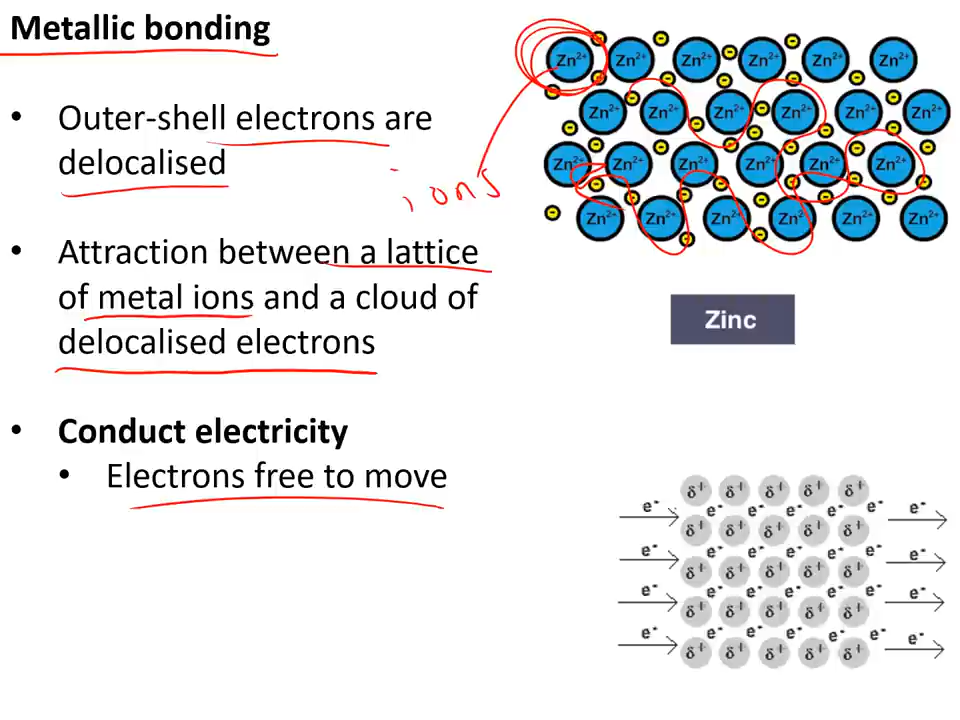 Metallic bonding
• Outer-shell electrons are
delocalised
• Attraction between a lattice
of metal ions and a cloud of
delocalised electrons
• Conduct electricity
• Electrons free to move
ions
Zn²⁺ Zn²⁺ Zn²⁺ Zn²⁺ Zn²⁺ Zn²⁺
Zn²⁺ Zn²⁺ Zn²⁺ Zn²⁺ Zn²⁺ Zn²⁺
Zn²⁺ Zn²⁺ Zn²⁺ Zn²⁺ Zn²⁺ Zn²⁺
Zn²⁺ Zn²⁺ Zn²⁺ Zn²⁺ Zn²⁺ Zn²⁺
Zinc
δ+ δ+ δ+ δ+ δ+
e⁻ e⁻ e⁻ e⁻ e⁻ e⁻ e⁻
δ+ δ+ δ+ δ+ δ+
e⁻ e⁻ e⁻ e⁻ e⁻ e⁻ e⁻
δ+ δ+ δ+ δ+ δ+
e⁻ e⁻ e⁻ e⁻ e⁻ e⁻ e⁻
δ+ δ+ δ+ δ+ δ+
e⁻ e⁻ e⁻ e⁻ e⁻ e⁻ e⁻
δ+ δ+ δ+ δ+ δ+